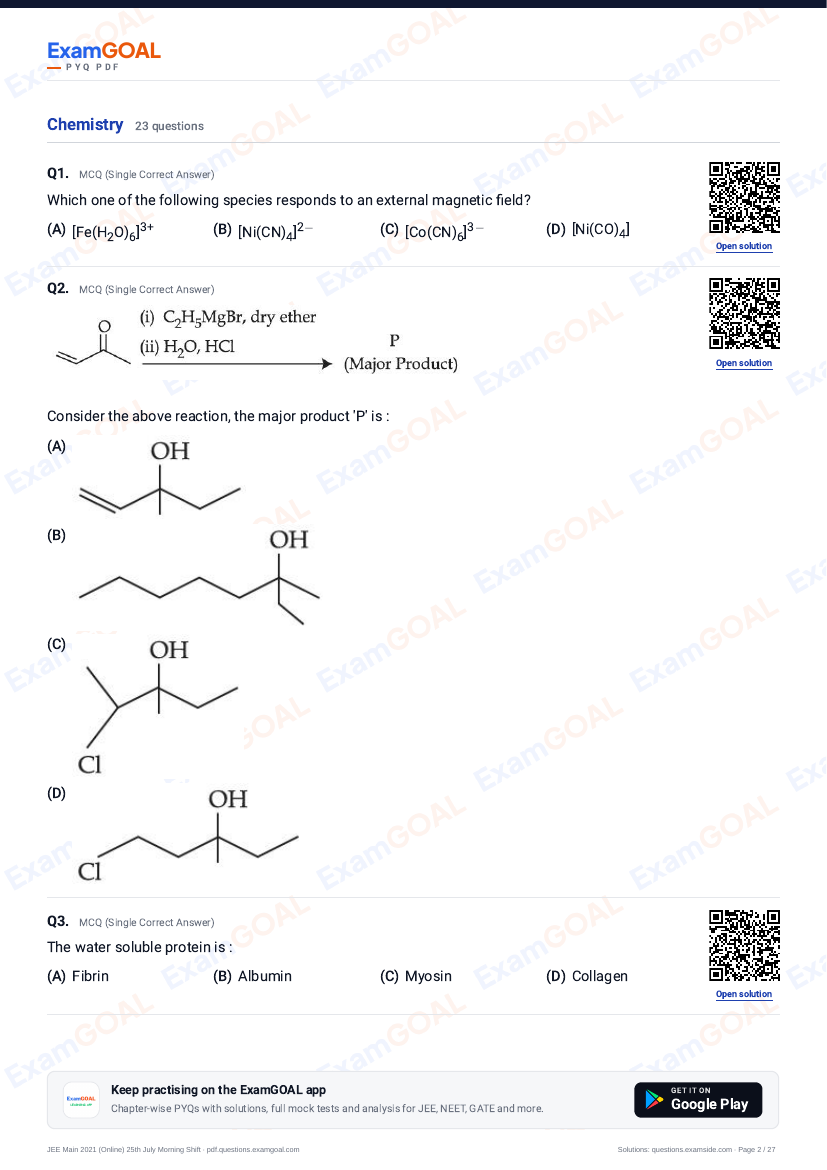 ExamGOAL
PYQ PDF
Chemistry 23 questions
Q1. MCQ (Single Correct Answer)
Which one of the following species responds to an external magnetic field?
(A) [Fe(H₂O)₆]³⁺ (B) [Ni(CN)₄]²⁻ (C) [Co(CN)₆]³⁻ (D) [Ni(CO)₄]
Open solution
Q2. MCQ (Single Correct Answer)
O
(i) C₂H₅MgBr, dry ether
(ii) H₂O, HCl
P
(Major Product)
Open solution
Consider the above reaction, the major product 'P' is :
(A)
OH
(B)
OH
(C)
OH
Cl
(D)
OH
Cl
Q3. MCQ (Single Correct Answer)
The water soluble protein is :
(A) Fibrin (B) Albumin (C) Myosin (D) Collagen
Open solution
Keep practising on the ExamGOAL app
Chapter-wise PYQs with solutions, full mock tests and analysis for JEE, NEET, GATE and more.
GET IT ON
Google Play
JEE Main 2021 (Online) 25th July Morning Shift · pdf.questions.examgoal.com
Solutions: questions.examside.com · Page 2 / 27